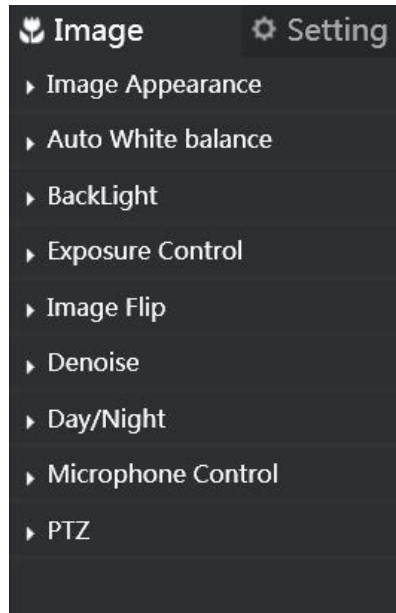 Image
Setting
Image Appearance
Auto White balance
BackLight
Exposure Control
Image Flip
Denoise
Day/Night
Microphone Control
PTZ